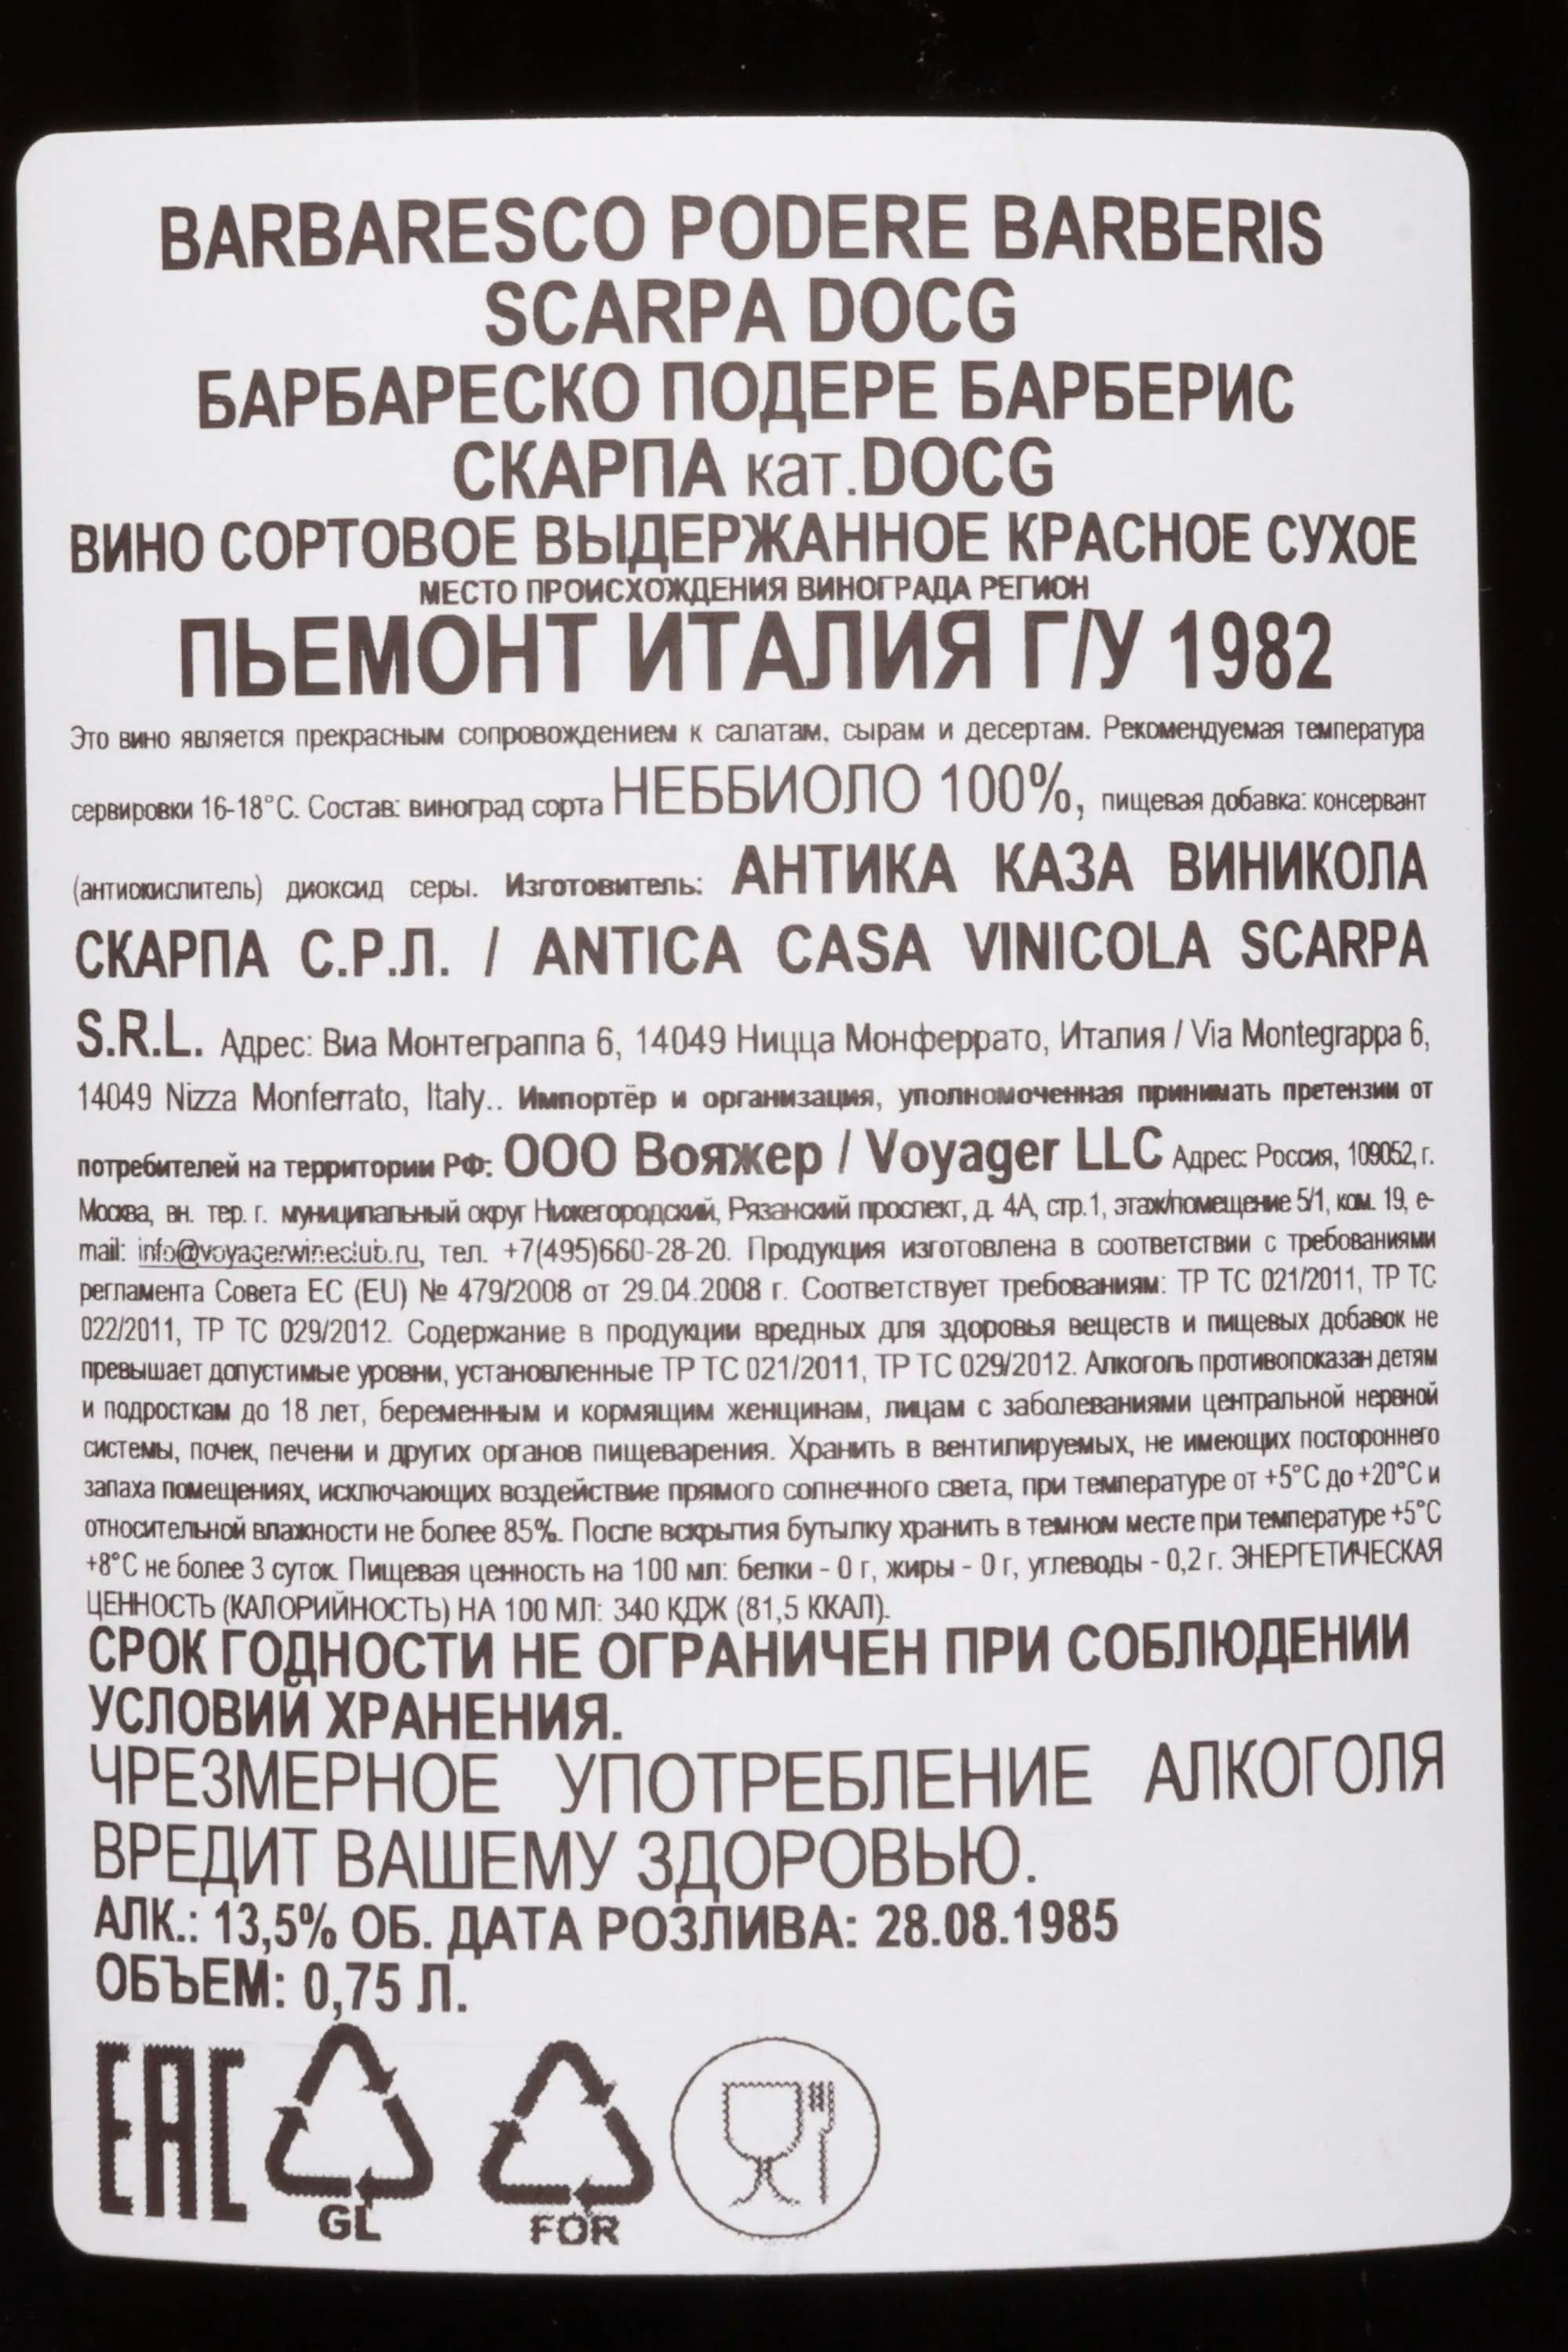 BARBARESCO PODERE BARBERIS
SCARPA DOCG
БАРБАРЕСКО ПОДЕРЕ БАРБЕРИС
СКАРПА кат.DOCG
ВИНО СОРТОВОЕ ВЫДЕРЖАННОЕ КРАСНОЕ СУХОЕ
МЕСТО ПРОИСХОЖДЕНИЯ ВИНОГРАДА РЕГИОН
ПЬЕМОНТ ИТАЛИЯ Г/У 1982
Это вино является прекрасным сопровождением к салатам, сырам и десертам. Рекомендуемая температура
сервировки 16-18°C. Состав: виноград сорта НЕББИОЛО 100%, пищевая добавка: консервант
(антиокислитель) диоксид серы. Изготовитель: АНТИКА КАЗА ВИНИКОЛА
СКАРПА С.Р.Л. / ANTICA CASA VINICOLA SCARPA
S.R.L. Адрес: Виа Монтеграппа 6, 14049 Ницца Монферрато, Италия / Via Montegrappa 6,
14049 Nizza Monferrato, Italy.. Импортёр и организация, уполномоченная принимать претензии от
потребителей на территории РФ: ООО Вояжер / Voyager LLC Адрес: Россия, 109052, г.
Москва, вн. тер. г. муниципальный округ Нижегородский, Рязанский проспект, д. 4А, стр.1, этаж/помещение 5/1, ком. 19, e-
mail: info@voyagerwineclub.ru, тел. +7(495)660-28-20. Продукция изготовлена в соответствии с требованиями
регламента Совета ЕС (EU) № 479/2008 от 29.04.2008 г. Соответствует требованиям: ТР ТС 021/2011, ТР ТС
022/2011, ТР ТС 029/2012. Содержание в продукции вредных для здоровья веществ и пищевых добавок не
превышает допустимые уровни, установленные ТР ТС 021/2011, ТР ТС 029/2012. Алкоголь противопоказан детям
и подросткам до 18 лет, беременным и кормящим женщинам, лицам с заболеваниями центральной нервной
системы, почек, печени и других органов пищеварения. Хранить в вентилируемых, не имеющих постороннего
запаха помещениях, исключающих воздействие прямого солнечного света, при температуре от +5°C до +20°C и
относительной влажности не более 85%. После вскрытия бутылку хранить в темном месте при температуре +5°C
+8°C не более 3 суток. Пищевая ценность на 100 мл: белки - 0 г, жиры - 0 г, углеводы - 0,2 г. ЭНЕРГЕТИЧЕСКАЯ
ЦЕННОСТЬ (КАЛОРИЙНОСТЬ) НА 100 МЛ: 340 КДЖ (81,5 ККАЛ).
СРОК ГОДНОСТИ НЕ ОГРАНИЧЕН ПРИ СОБЛЮДЕНИИ
УСЛОВИЙ ХРАНЕНИЯ.
ЧРЕЗМЕРНОЕ УПОТРЕБЛЕНИЕ АЛКОГОЛЯ
ВРЕДИТ ВАШЕМУ ЗДОРОВЬЮ.
АЛК.: 13,5% ОБ. ДАТА РОЗЛИВА: 28.08.1985
ОБЪЕМ: 0,75 Л.
EAC
GL FOR